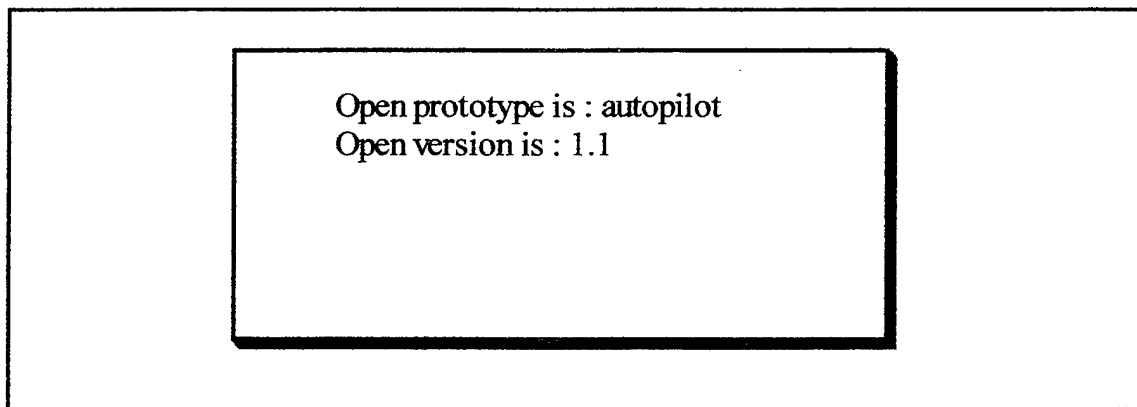 Open prototype is : autopilot
Open version is : 1.1